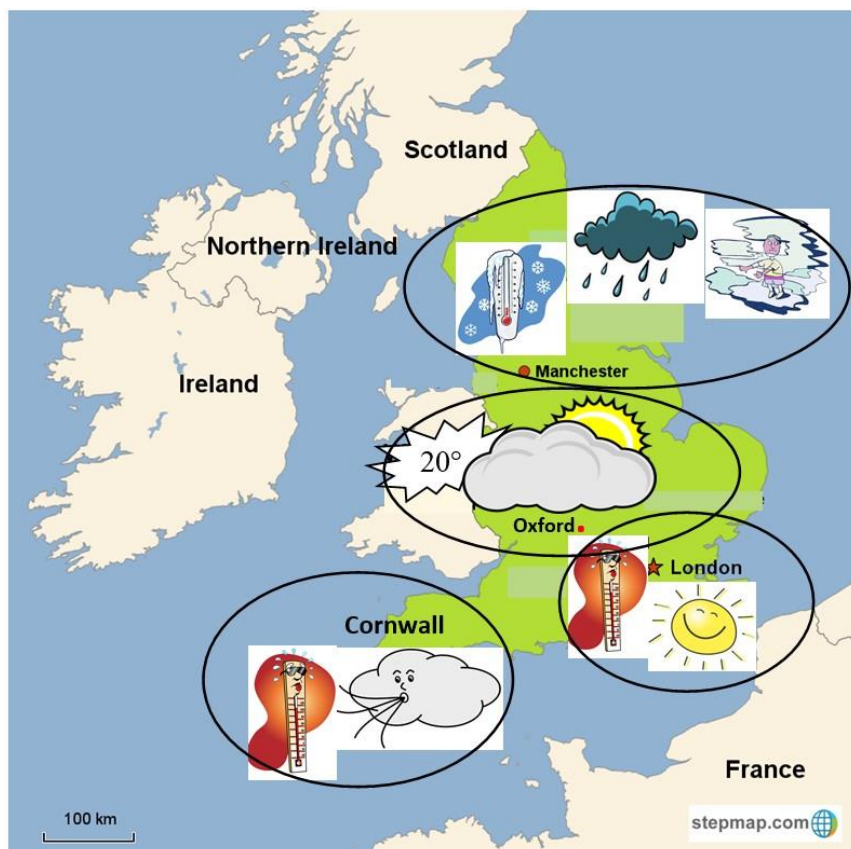 Scotland
Northern Ireland
Ireland
Manchester
20°
Oxford
London
Cornwall
France
100 km
stepmap.com